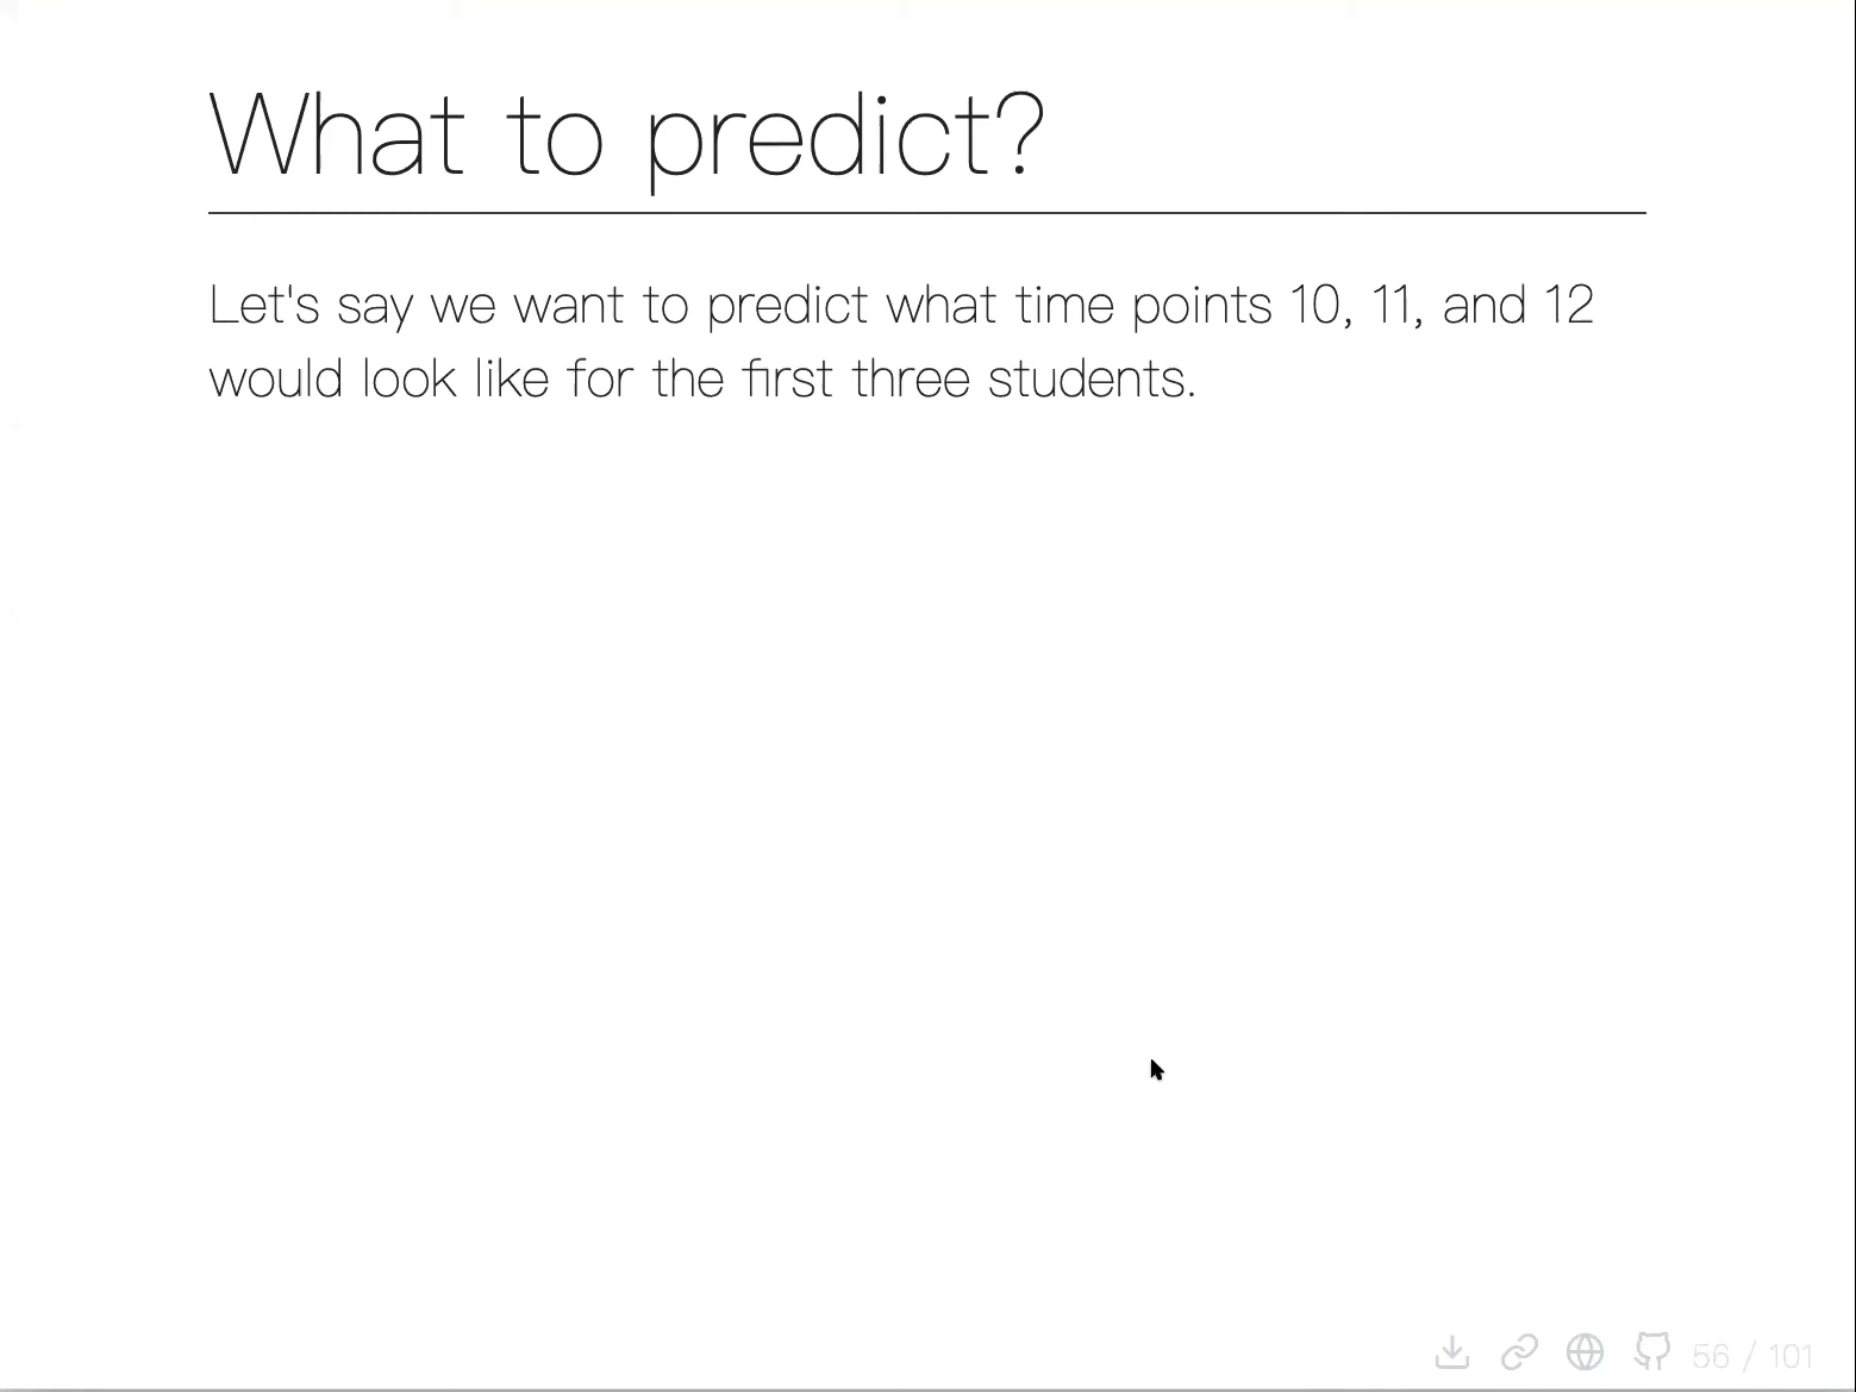 What to predict?
Let's say we want to predict what time points 10, 11, and 12
would look like for the first three students.
56 / 101